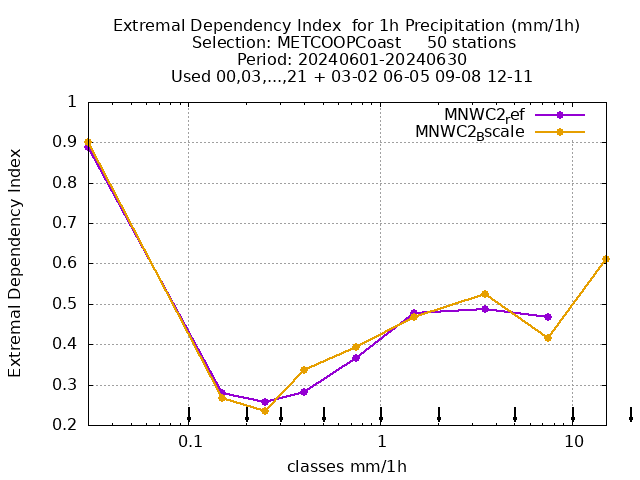 Extremal Dependency Index  for 1h Precipitation (mm/1h)
Selection: METCOOPCoast     50 stations
Period: 20240601-20240630
Used 00,03,...,21 + 03-02 06-05 09-08 12-11
MNWC2ref
MNWC2Bscale
1
0.9
0.8
0.7
0.6
0.5
0.4
0.3
0.2
Extremal Dependency Index
0.1 1 10
classes mm/1h